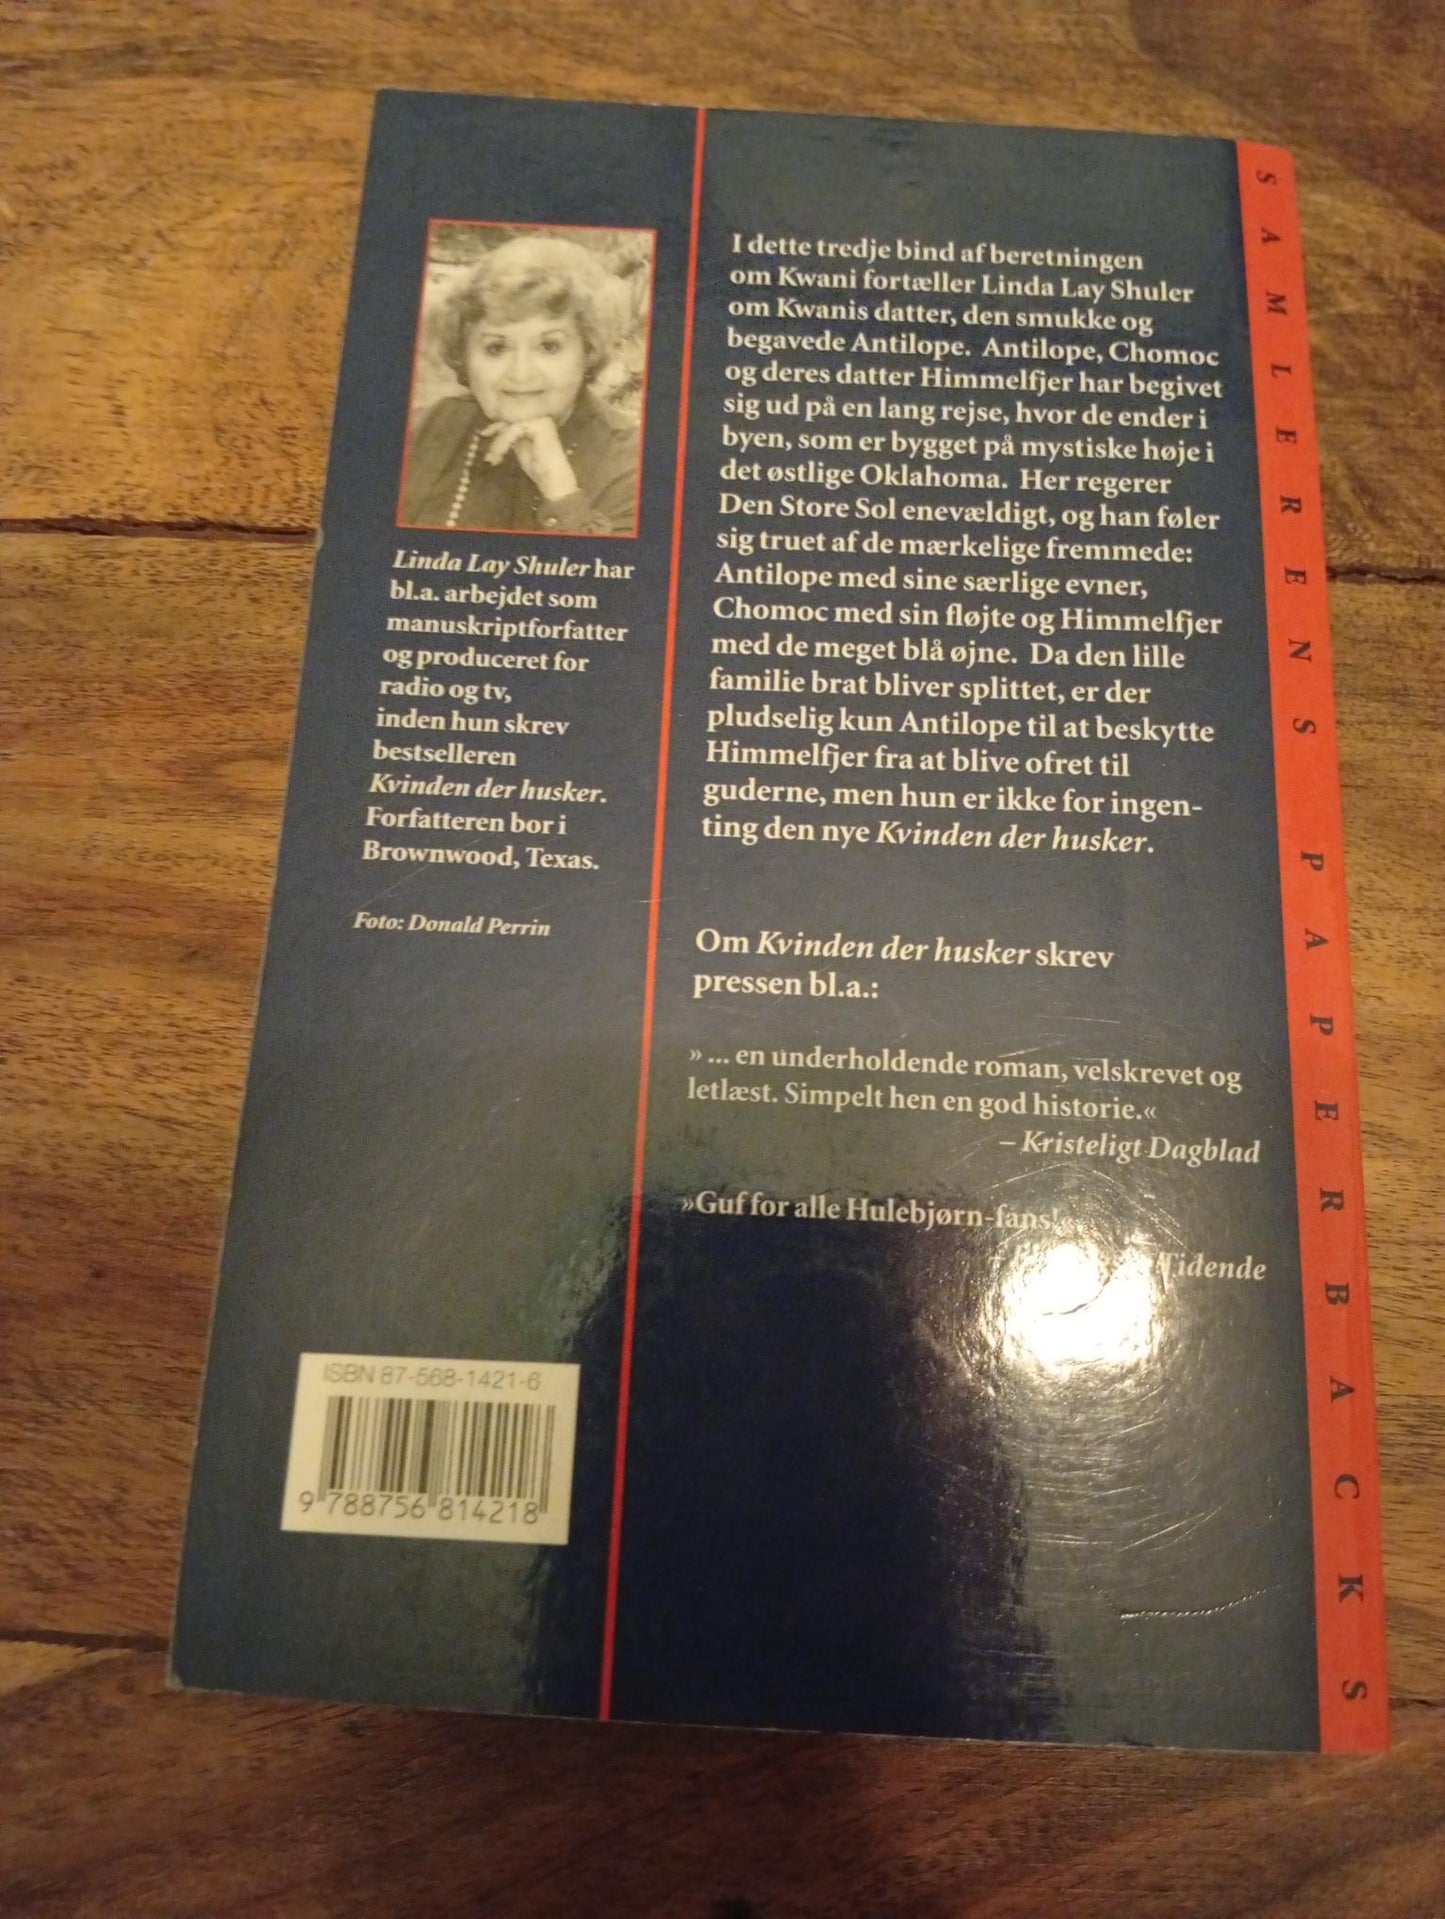 Linda Lay Shuler har
bl.a. arbejdet som
manuskriptforfatter
og produceret for
radio og tv,
inden hun skrev
bestselleren
Kvinden der husker.
Forfatteren bor i
Brownwood, Texas.
Foto: Donald Perrin
I dette tredje bind af beretningen
om Kwani fortæller Linda Lay Shuler
om Kwanis datter, den smukke og
begavede Antilope. Antilope, Chomoc
og deres datter Himmelfjer har begivet
sig ud på en lang rejse, hvor de ender i
byen, som er bygget på mystiske høje i
det østlige Oklahoma. Her regerer
Den Store Sol enevældigt, og han føler
sig truet af de mærkelige fremmede:
Antilope med sine særlige evner,
Chomoc med sin fløjte og Himmelfjer
med de meget blå øjne. Da den lille
familie brat bliver splittet, er der
pludselig kun Antilope til at beskytte
Himmelfjer fra at blive ofret til
guderne, men hun er ikke for ingen-
ting den nye Kvinden der husker.
Om Kvinden der husker skrev
pressen bl.a.:
» ... en underholdende roman, velskrevet og
letlæst. Simpelt hen en god historie.«
– Kristeligt Dagblad
»Guf for alle Hulebjørn-fans!«
Tidende
ISBN 87-568-1421-6
9 788756 814218
SAMLERENS PAPERBACKS